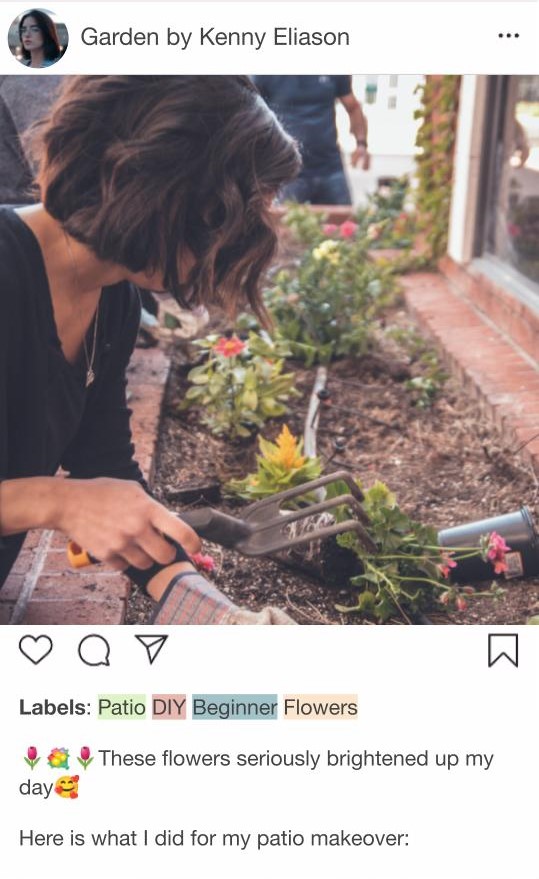 Garden by Kenny Eliason
Labels: Patio DIY Beginner Flowers
🌷💐🌷These flowers seriously brightened up my
day🥰
Here is what I did for my patio makeover: